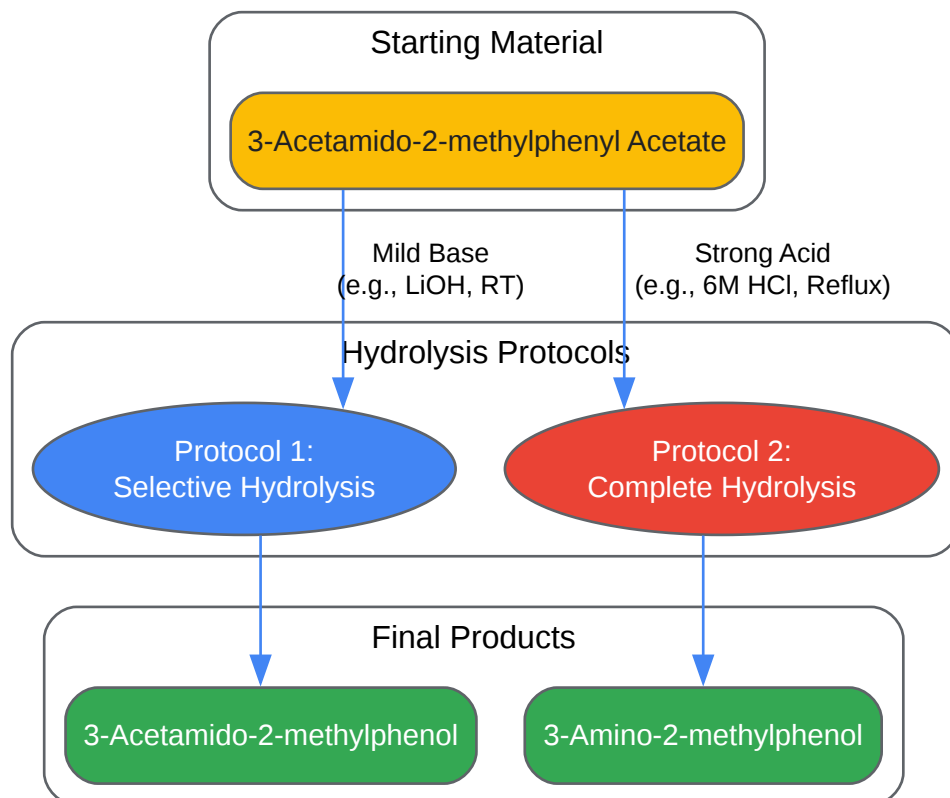 Starting Material
3-Acetamido-2-methylphenyl Acetate
Mild Base
(e.g., LiOH, RT)
Strong Acid
(e.g., 6M HCl, Reflux)
Hydrolysis Protocols
Protocol 1:
Selective Hydrolysis
Protocol 2:
Complete Hydrolysis
Final Products
3-Acetamido-2-methylphenol
3-Amino-2-methylphenol